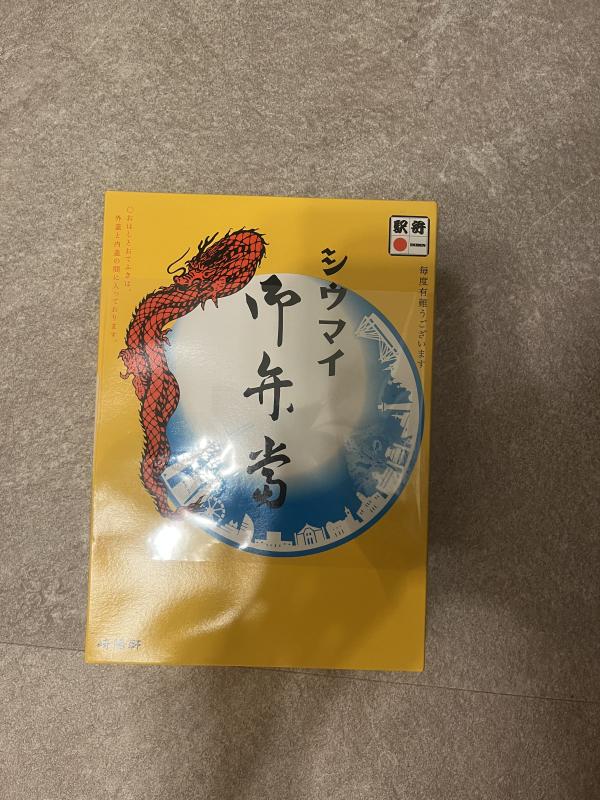 駅弁
EKIBEN
毎度有難うございます
シウマイ
御弁當
○おはしとおてふきは、
外蓋と内蓋の間に入っております。
崎陽軒